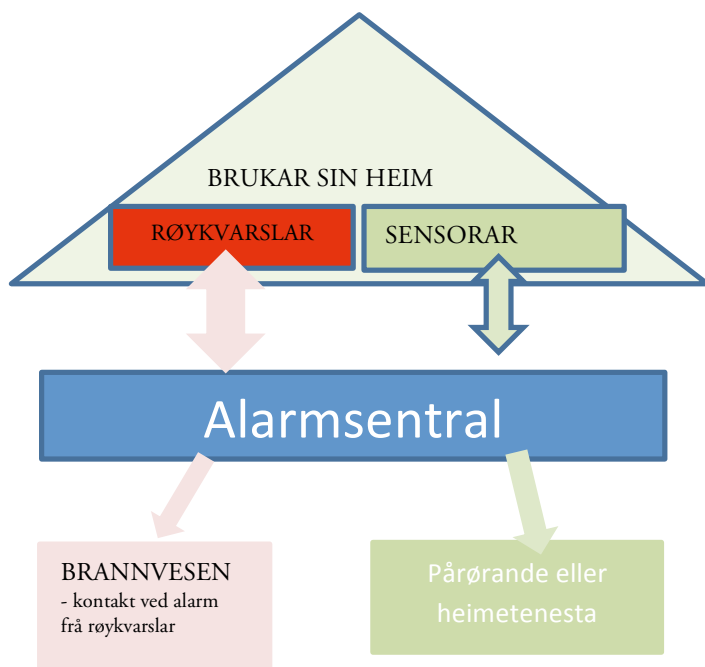 BRUKAR SIN HEIM
RØYKVARSLAR
SENSORAR
Alarmsentral
BRANNVESEN
- kontakt ved alarm
frå røykvarslar
Pårørande eller
heimetenesta